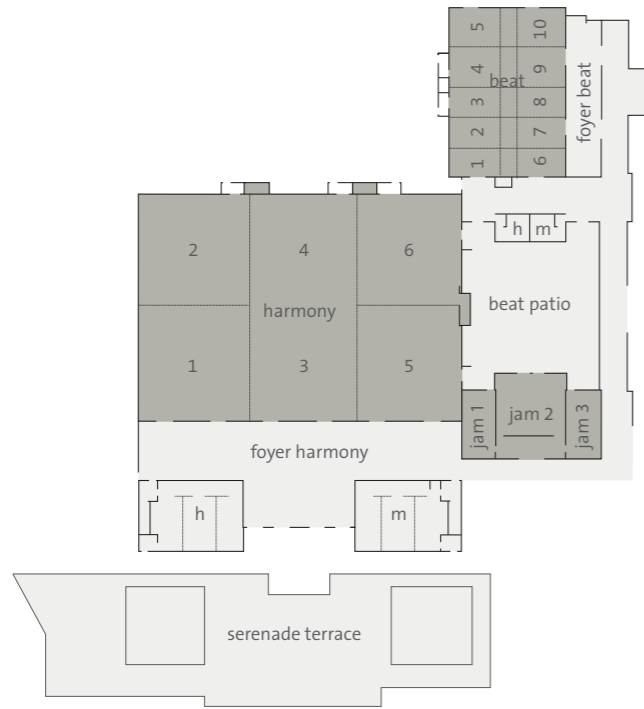 5
10
4
9
beat
3
8
2
7
1
6
foyer beat
h
m
2
4
6
harmony
beat patio
1
3
5
jam 1
jam 2
jam 3
foyer harmony
h
m
serenade terrace